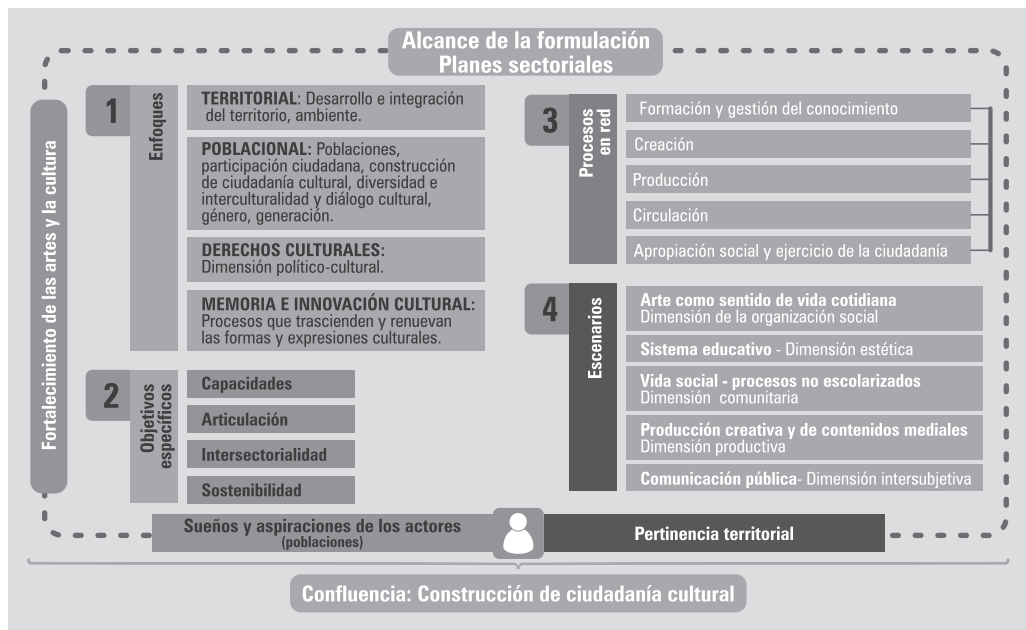 Alcance de la formulación
Planes sectoriales
Fortalecimiento de las artes y la cultura
1
Enfoques
TERRITORIAL: Desarrollo e integración
del territorio, ambiente.
POBLACIONAL: Poblaciones,
participación ciudadana, construcción
de ciudadanía cultural, diversidad e
interculturalidad y diálogo cultural,
género, generación.
DERECHOS CULTURALES:
Dimensión político-cultural.
MEMORIA E INNOVACIÓN CULTURAL:
Procesos que trascienden y renuevan
las formas y expresiones culturales.
2
Objetivos
específicos
Capacidades
Articulación
Intersectorialidad
Sostenibilidad
3
Procesos
en red
Formación y gestión del conocimiento
Creación
Producción
Circulación
Apropiación social y ejercicio de la ciudadanía
4
Escenarios
Arte como sentido de vida cotidiana
Dimensión de la organización social
Sistema educativo - Dimensión estética
Vida social - procesos no escolarizados
Dimensión comunitaria
Producción creativa y de contenidos mediales
Dimensión productiva
Comunicación pública- Dimensión intersubjetiva
Sueños y aspiraciones de los actores
(poblaciones)
Pertinencia territorial
Confluencia: Construcción de ciudadanía cultural